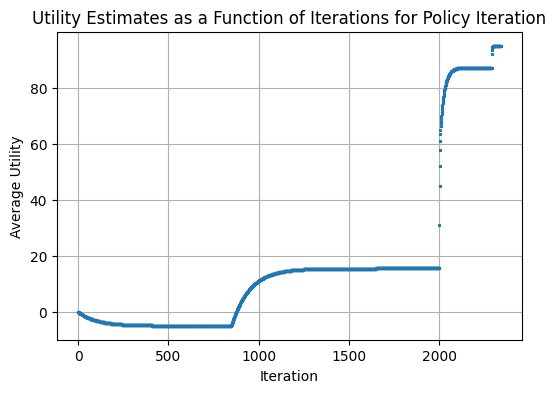 Utility Estimates as a Function of Iterations for Policy Iteration
Average Utility
80
60
40
20
0
0 500 1000 1500 2000
Iteration